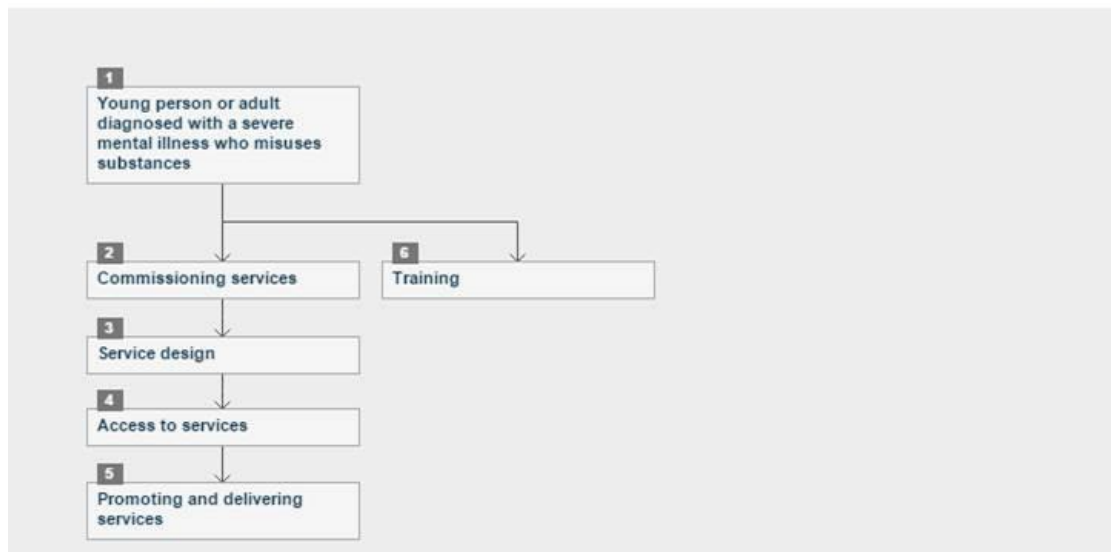 1
Young person or adult
diagnosed with a severe
mental illness who misuses
substances
2
Commissioning services
6
Training
3
Service design
4
Access to services
5
Promoting and delivering
services